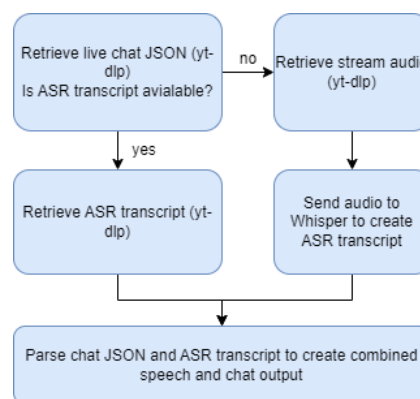 Retrieve live chat JSON (yt-
dlp)
Is ASR transcript avialable?
no
Retrieve stream audio
(yt-dlp)
yes
Retrieve ASR transcript (yt-
dlp)
Send audio to
Whisper to create
ASR transcript
Parse chat JSON and ASR transcript to create combined
speech and chat output